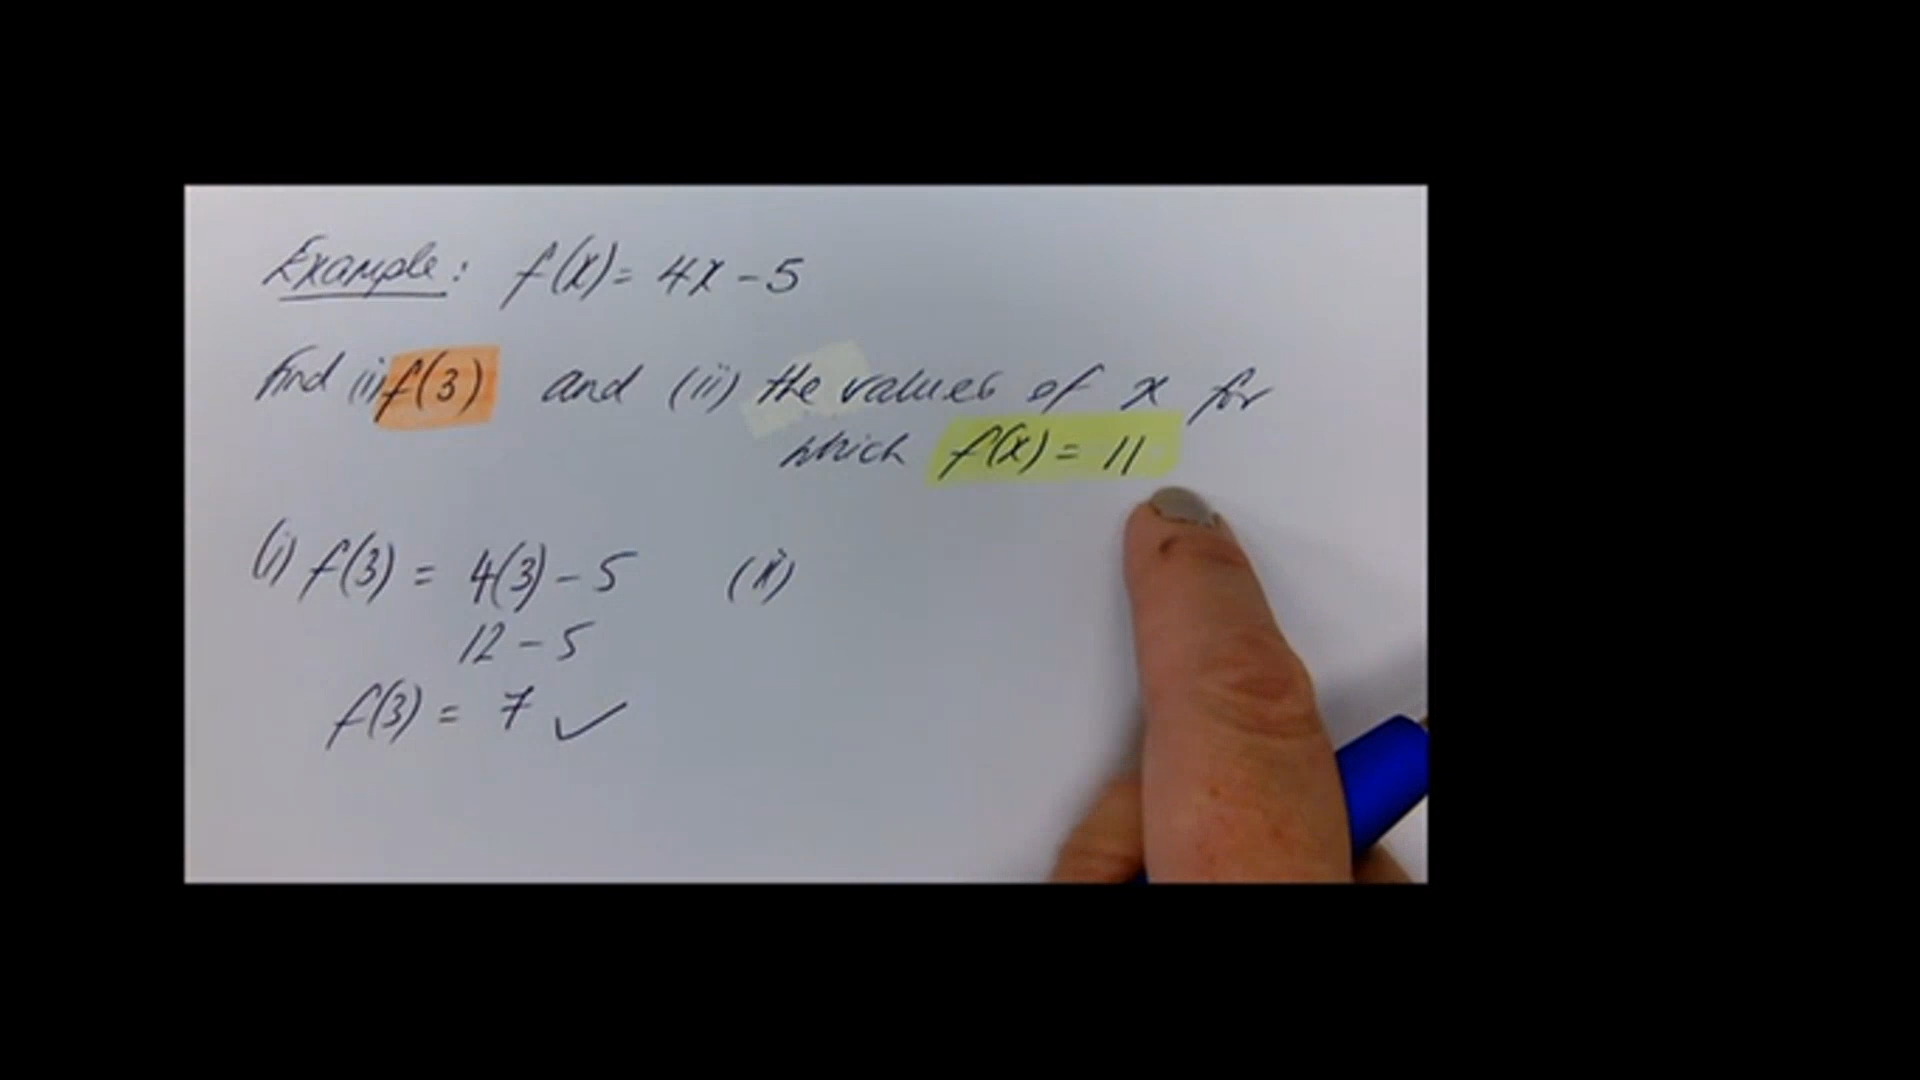 Example: f(x) = 4x - 5
find (i) f(3) and (ii) the values of x for
which f(x) = 11
(i) f(3) = 4(3) - 5 (ii)
12 - 5
f(3) = 7 ✓